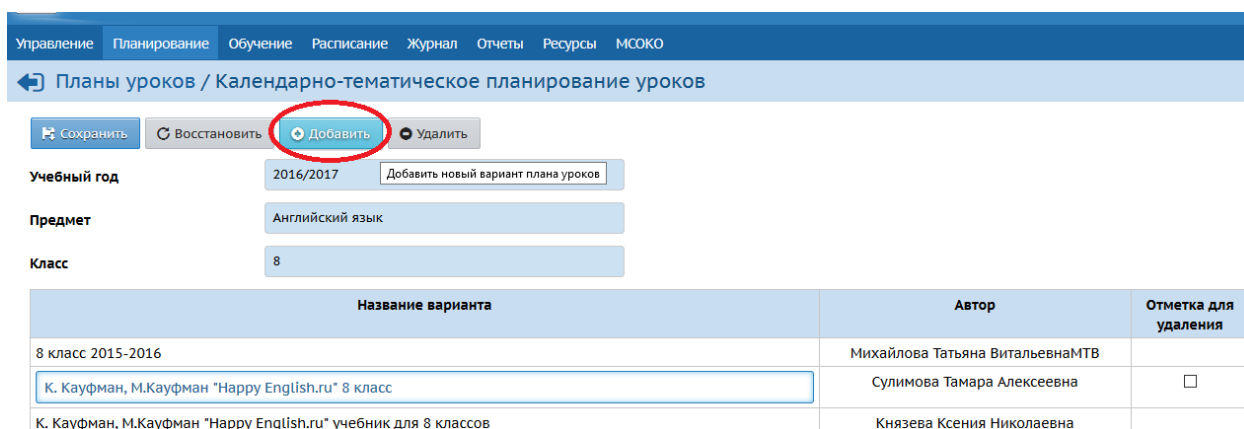 Управление Планирование Обучение Расписание Журнал Отчеты Ресурсы МСОКО
Планы уроков / Календарно-тематическое планирование уроков
Сохранить Восстановить Добавить Удалить
Учебный год 2016/2017 Добавить новый вариант плана уроков
Предмет Английский язык
Класс 8
Название варианта Автор Отметка для
удаления
8 класс 2015-2016 Михайлова Татьяна ВитальевнаМТВ
К. Кауфман, М.Кауфман "Happy English.ru" 8 класс Сулимова Тамара Алексеевна
К. Кауфман, М.Кауфман "Happy English.ru" учебник для 8 классов Князева Ксения Николаевна